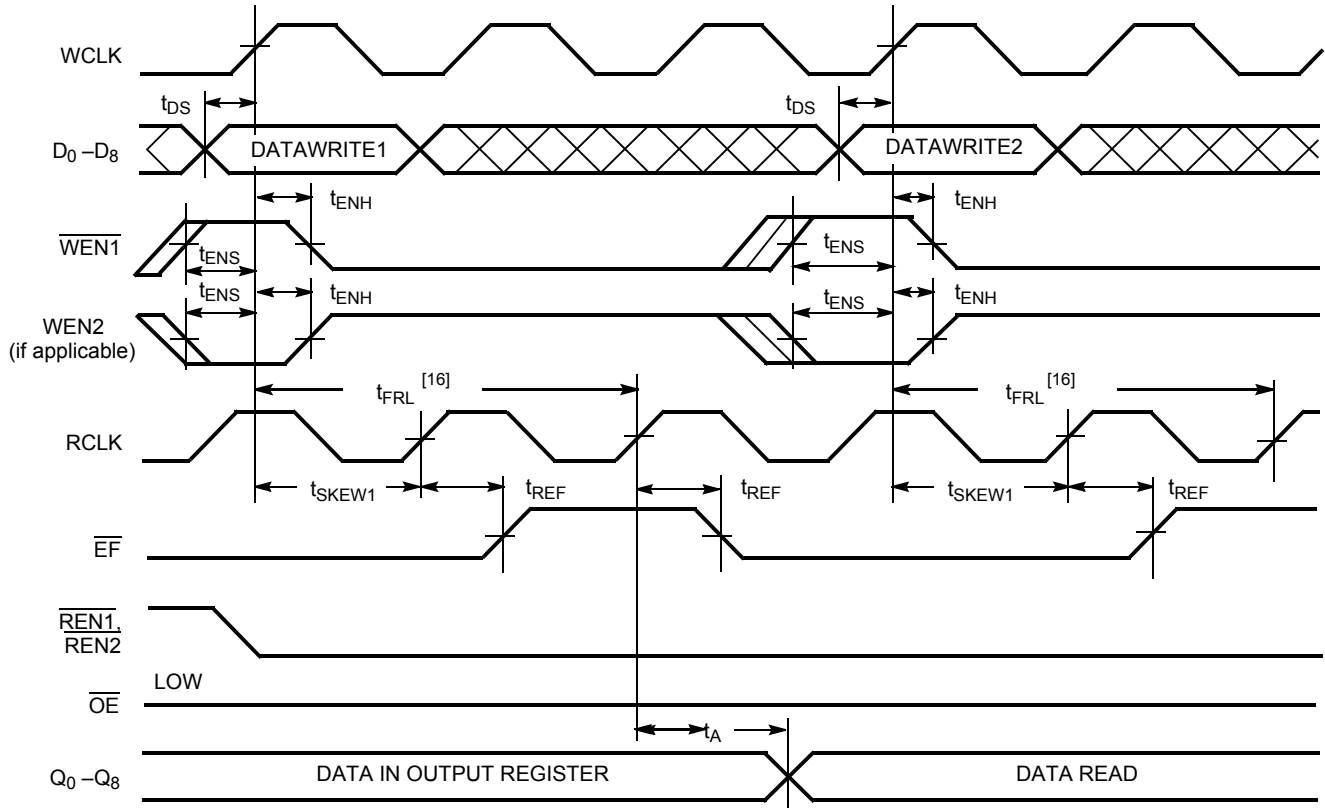 WCLK
tDS
tDS
D0 –D8
DATAWRITE1
DATAWRITE2
tENH
tENH
WEN1
tENS
tENS
tENS
tENH
tENS
tENH
WEN2
(if applicable)
tFRL [16]
tFRL [16]
RCLK
tSKEW1
tREF
tREF
tSKEW1
tREF
EF
REN1,
REN2
LOW
OE
tA
Q0 –Q8
DATA IN OUTPUT REGISTER
DATA READ